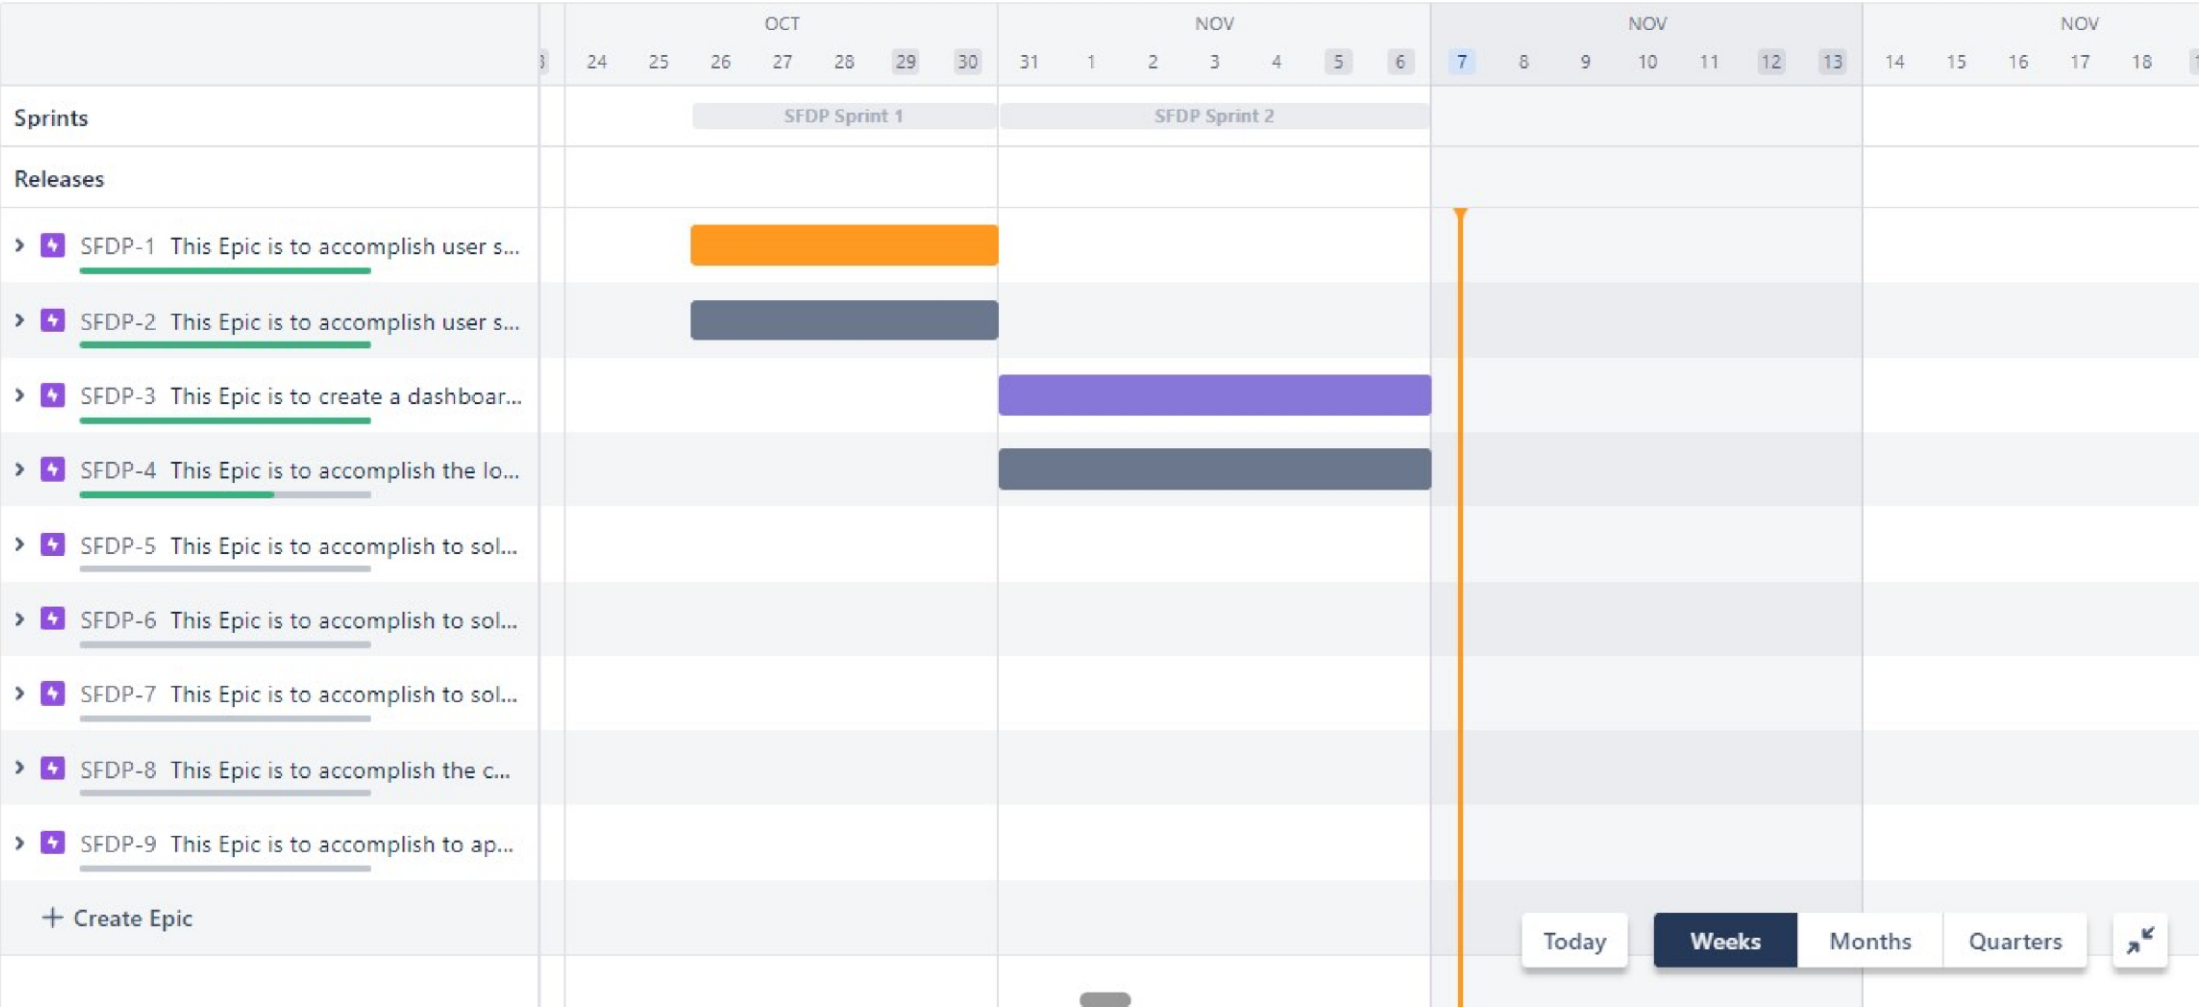 OCT NOV NOV NOV
24 25 26 27 28 29 30 31 1 2 3 4 5 6 7 8 9 10 11 12 13 14 15 16 17 18
Sprints SFDP Sprint 1 SFDP Sprint 2
Releases
SFDP-1 This Epic is to accomplish user s...
SFDP-2 This Epic is to accomplish user s...
SFDP-3 This Epic is to create a dashboar...
SFDP-4 This Epic is to accomplish the lo...
SFDP-5 This Epic is to accomplish to sol...
SFDP-6 This Epic is to accomplish to sol...
SFDP-7 This Epic is to accomplish to sol...
SFDP-8 This Epic is to accomplish the c...
SFDP-9 This Epic is to accomplish to ap...
+ Create Epic
Today Weeks Months Quarters